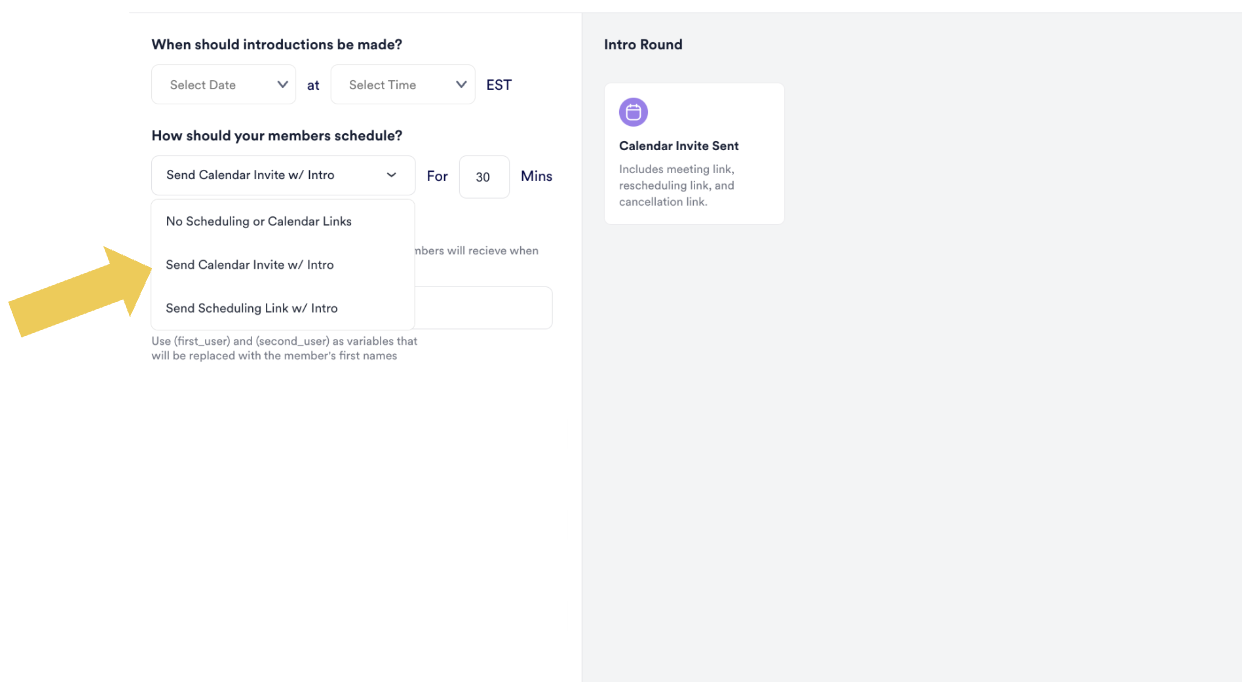 When should introductions be made?
Select Date at Select Time EST
How should your members schedule?
Send Calendar Invite w/ Intro For 30 Mins
No Scheduling or Calendar Links
will recieve when
Send Calendar Invite w/ Intro
Send Scheduling Link w/ Intro
Use (first_user) and (second_user) as variables that
will be replaced with the member's first names
Intro Round
Calendar Invite Sent
Includes meeting link,
rescheduling link, and
cancellation link.